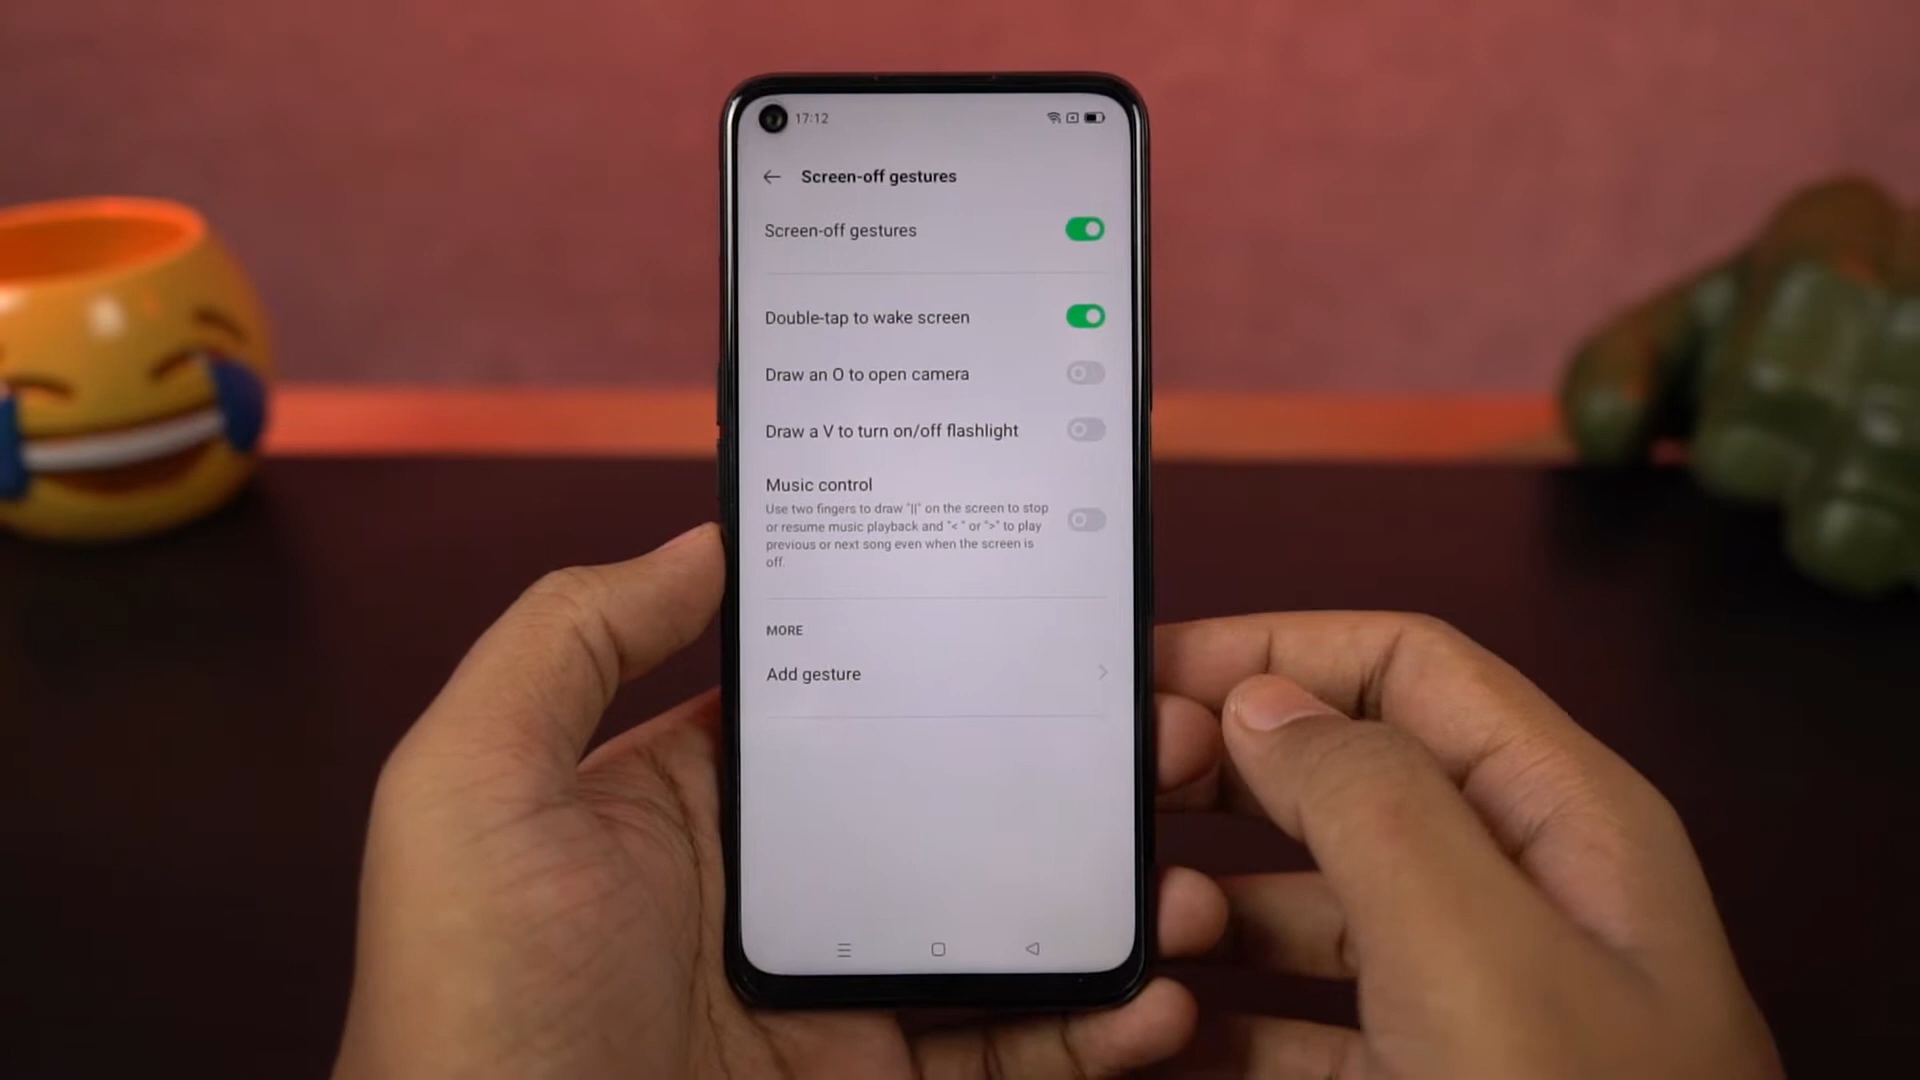 17:12
Screen-off gestures
Screen-off gestures
Double-tap to wake screen
Draw an O to open camera
Draw a V to turn on/off flashlight
Music control
Use two fingers to draw "||" on the screen to stop
or resume music playback and "<" or ">" to play
previous or next song even when the screen is
off.
MORE
Add gesture